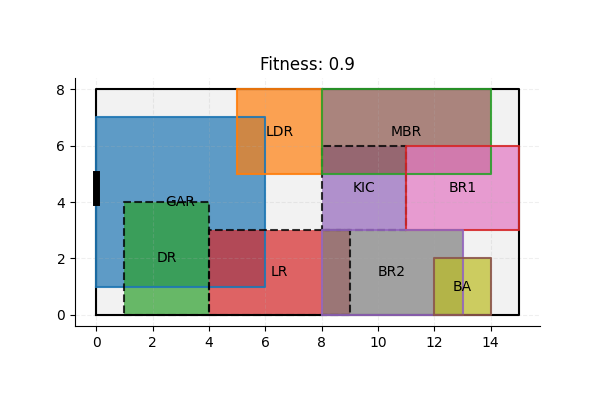 Fitness: 0.9
8
LDR
MBR
6
KIC
BR1
4
GAR
DR
LR
BR2
2
BA
0
0 2 4 6 8 10 12 14